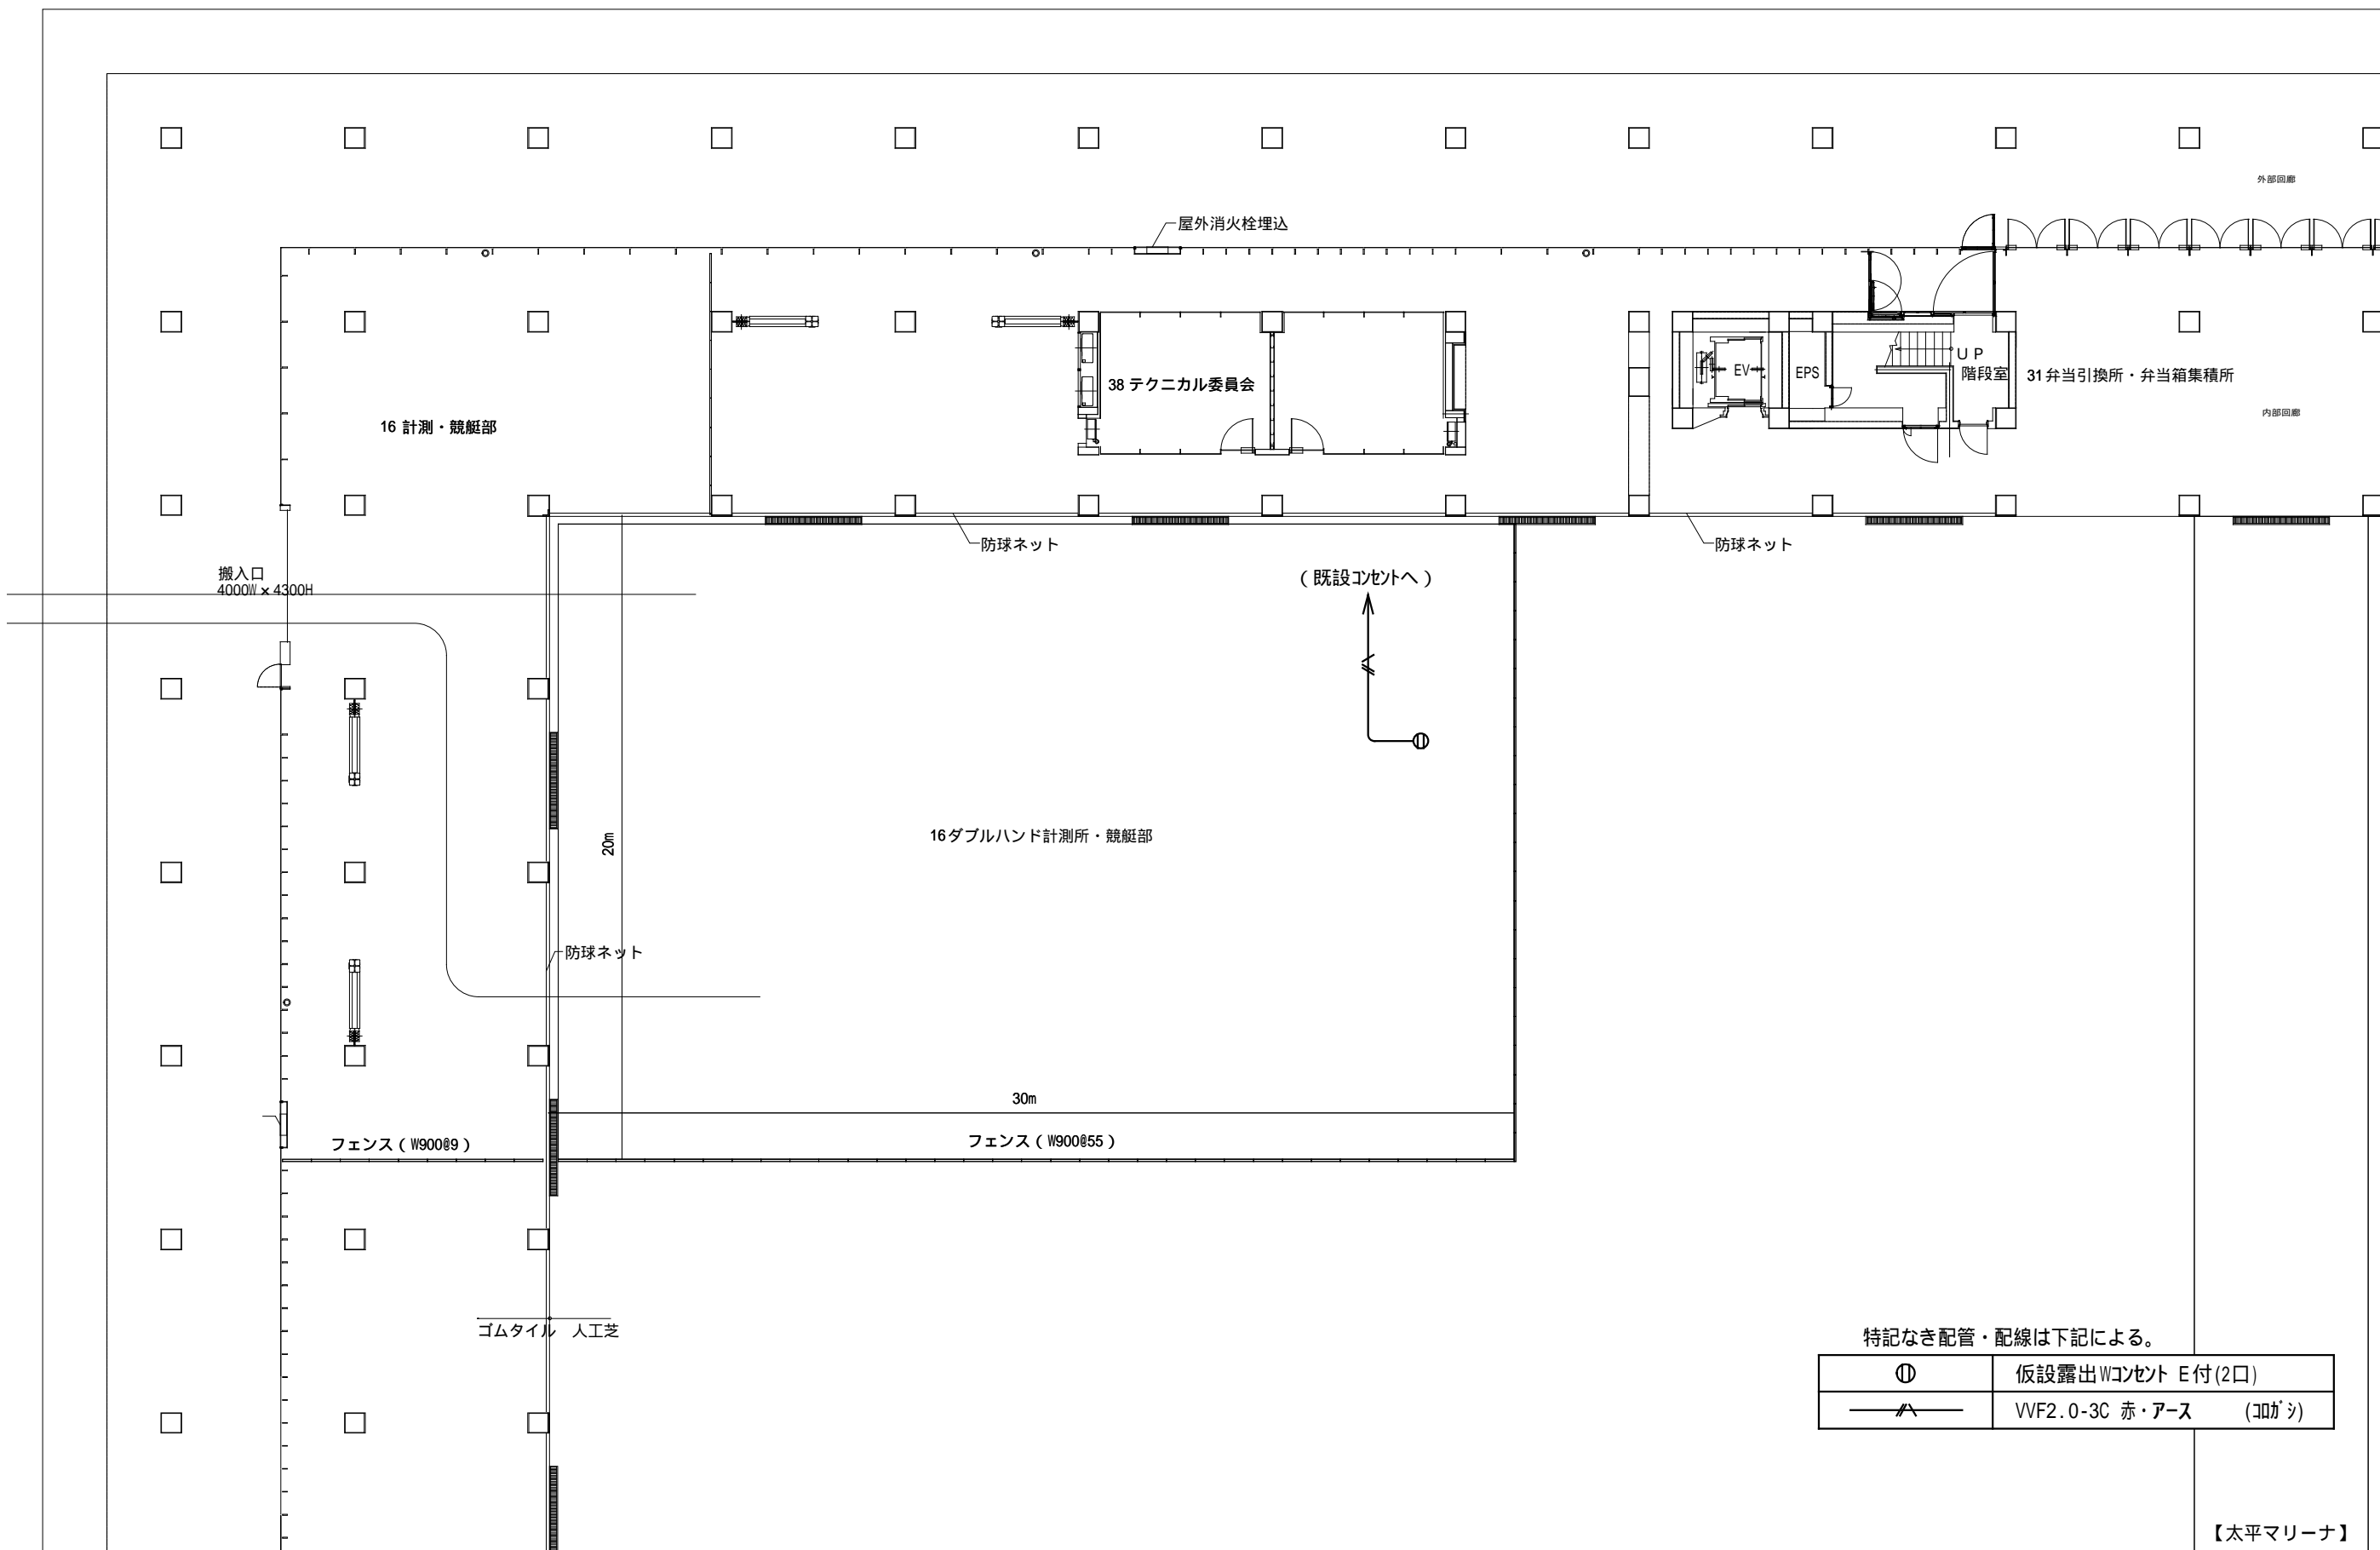 外部回廊
屋外消火栓埋込
UP
EV
EPS
階段室
31弁当引換所・弁当箱集積所
38 テクニカル委員会
内部回廊
16 計測・競艇部
防球ネット
防球ネット
搬入口
4000W×4300H
(既設ｺﾝｾﾝﾄへ)
20m
16ダブルハンド計測所・競艇部
防球ネット
30m
フェンス(W900@9)
フェンス(W900@55)
ゴムタイル 人工芝
特記なき配管・配線は下記による。
仮設露出Wｺﾝｾﾝﾄ E付(2口)
VVF2.0-3C 赤・アース (ｺﾛｶﾞｼ)
【太平マリーナ】